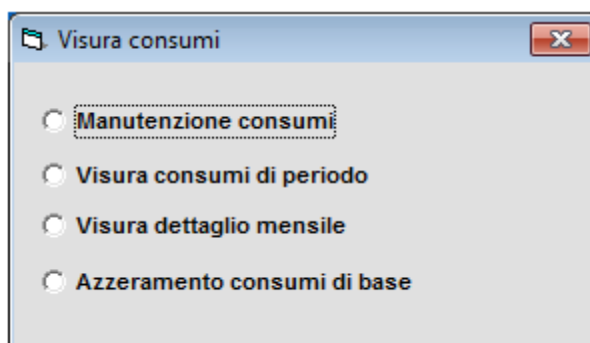 Visura consumi
Manutenzione consumi
Visura consumi di periodo
Visura dettaglio mensile
Azzeramento consumi di base